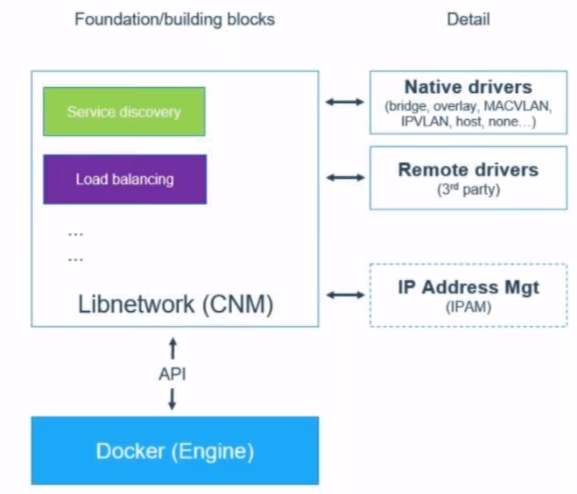 Foundation/building blocks
Detail
Service discovery
Load balancing
...
...
Libnetwork (CNM)
Native drivers
(bridge, overlay, MACVLAN,
IPVLAN, host, none…)
Remote drivers
(3rd party)
IP Address Mgt
(IPAM)
API
Docker (Engine)